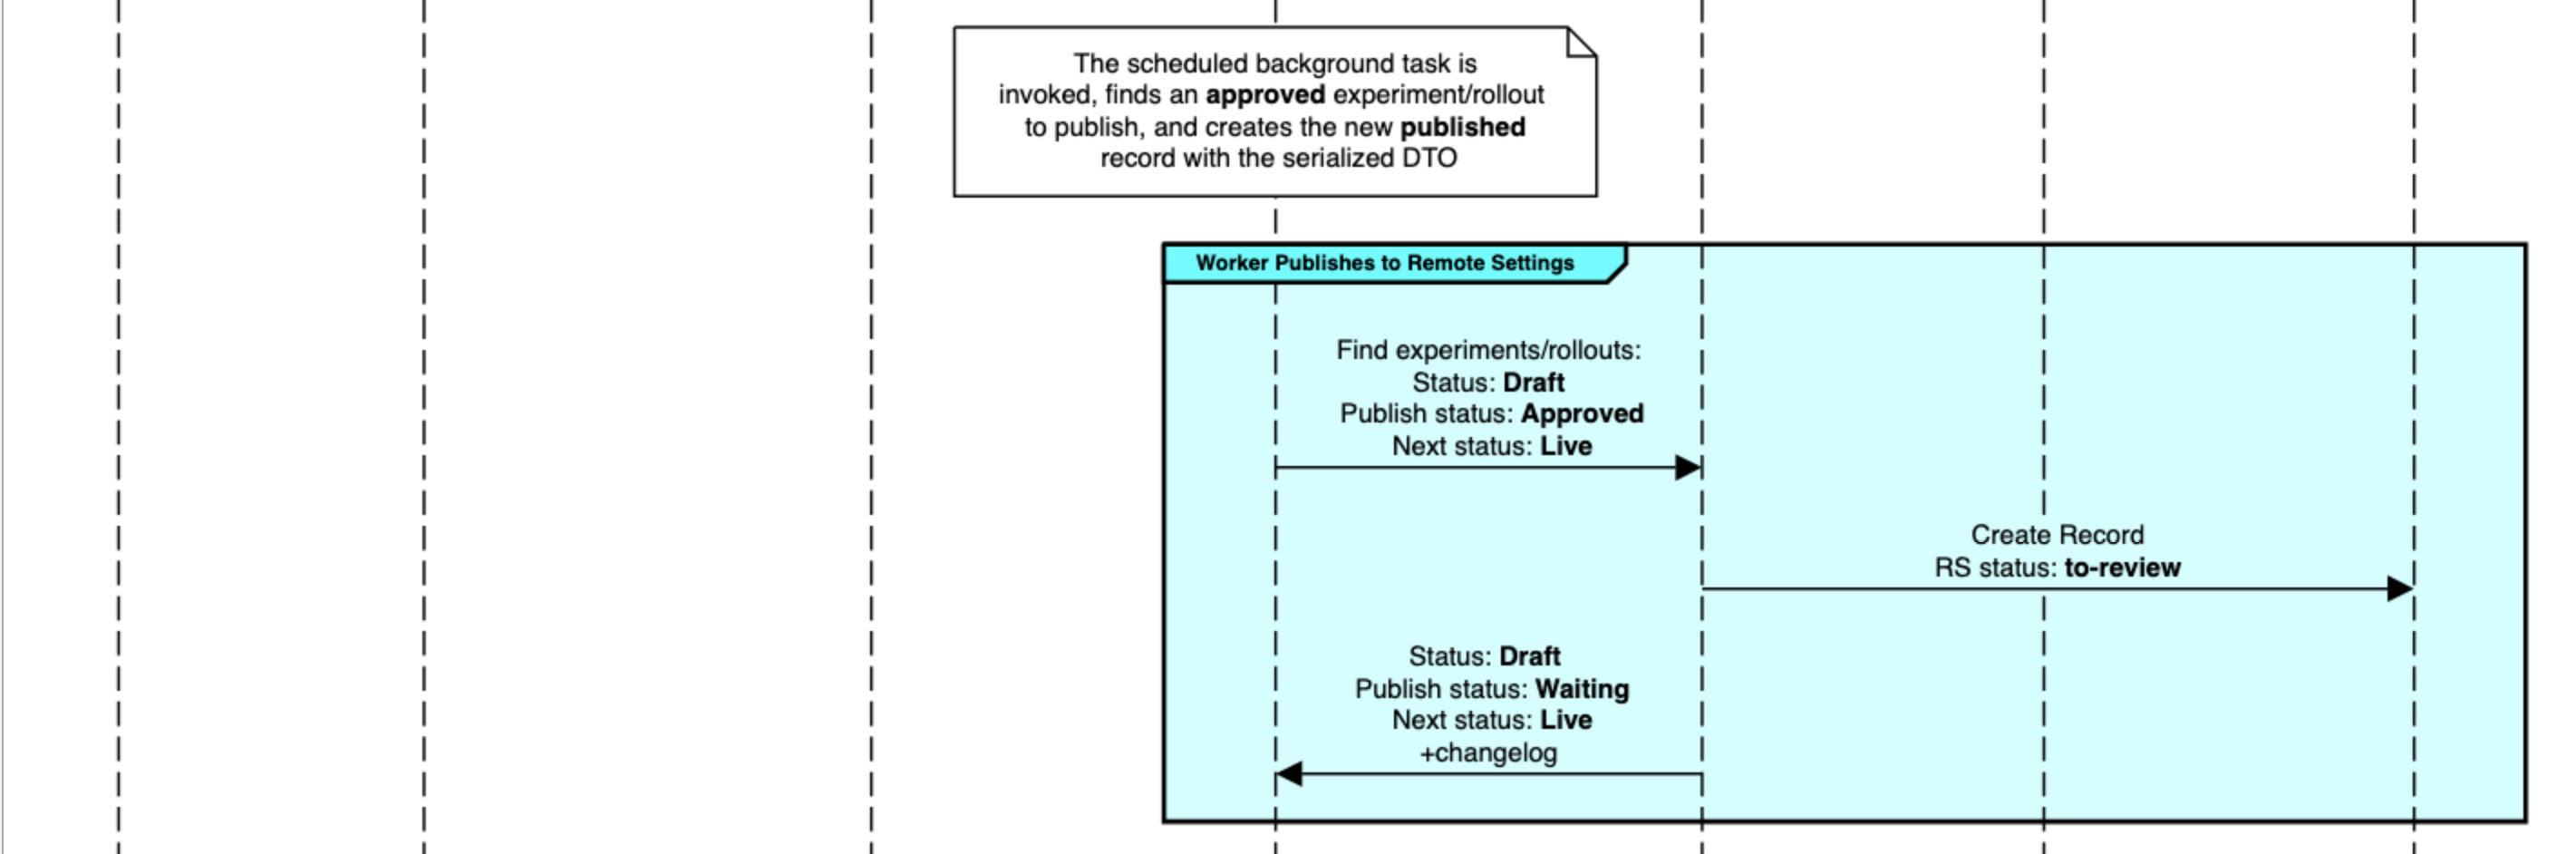 The scheduled background task is
invoked, finds an approved experiment/rollout
to publish, and creates the new published
record with the serialized DTO
Worker Publishes to Remote Settings
Find experiments/rollouts:
Status: Draft
Publish status: Approved
Next status: Live
Create Record
RS status: to-review
Status: Draft
Publish status: Waiting
Next status: Live
+changelog